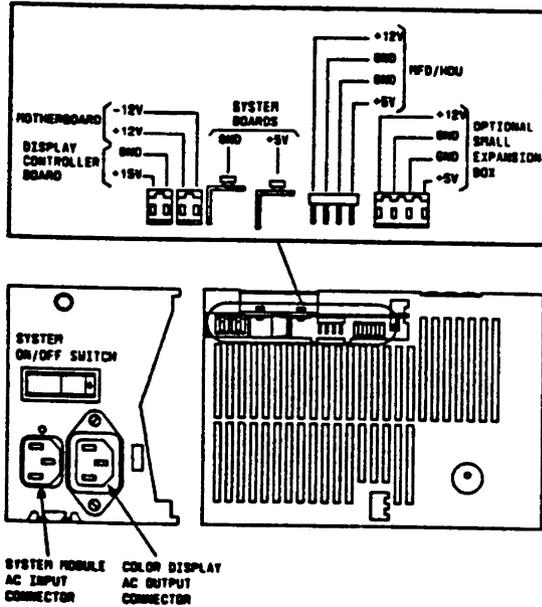 +12V
GND
GND
+5V
MFD/WDU
MOTHERBOARD
-12V
+12V
DISPLAY
CONTROLLER
BOARD
GND
+15V
SYSTEM
BOARDS
GND
+5V
+12V
GND
GND
+5V
OPTIONAL
SMALL
EXPANSION
BOX
SYSTEM
ON/OFF SWITCH
SYSTEM MODULE
AC INPUT
CONNECTOR
COLOR DISPLAY
AC OUTPUT
CONNECTOR